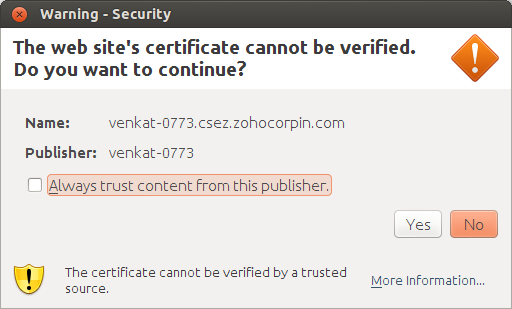 Warning - Security
The web site's certificate cannot be verified.
Do you want to continue?
Name: venkat-0773.csez.zohocorpin.com
Publisher: venkat-0773
Always trust content from this publisher.
Yes No
The certificate cannot be verified by a trusted
source.
More Information...